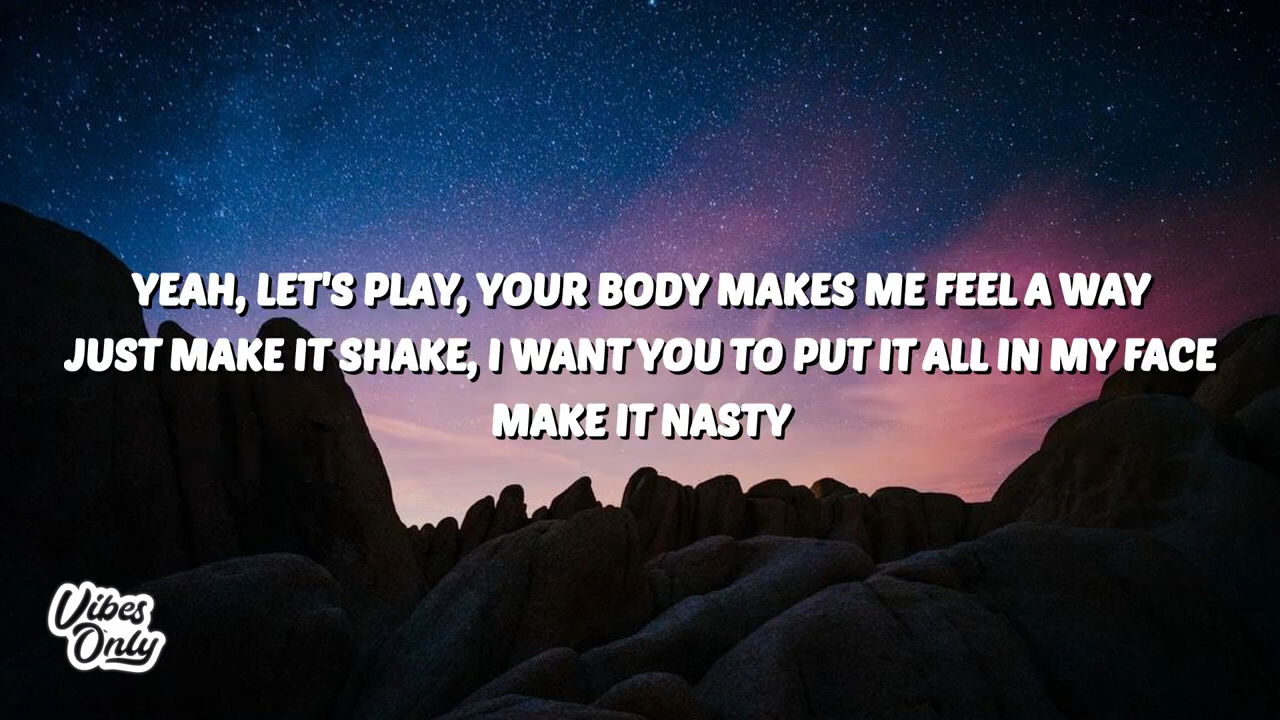 YEAH, LET'S PLAY, YOUR BODY MAKES ME FEEL A WAY
JUST MAKE IT SHAKE, I WANT YOU TO PUT IT ALL IN MY FACE
MAKE IT NASTY
Vibes
Only